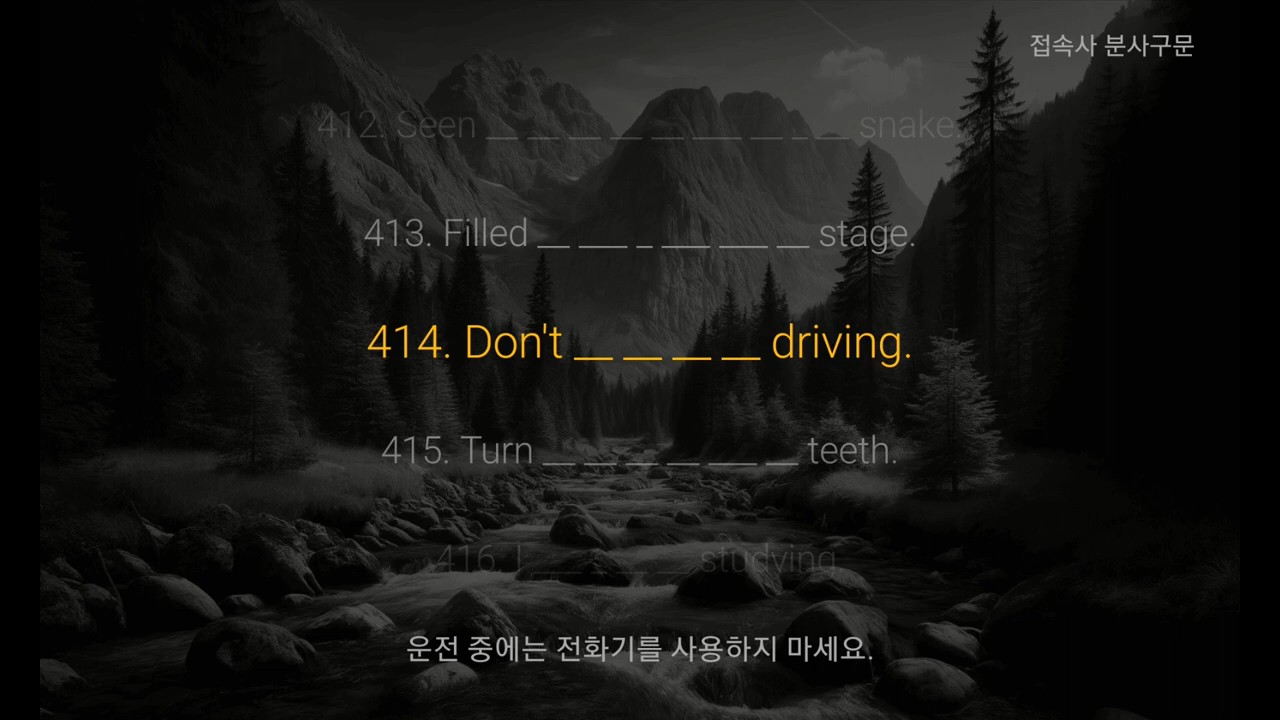 접속사 분사구문
412. Seen __ __ __ _ ___ ___ __ _ __ snake.
413. Filled __ ___ _ ___ ___ __ stage.
414. Don't __ __ __ __ driving.
415. Turn __ __ __ __ ___ __ teeth.
416. I studying
운전 중에는 전화기를 사용하지 마세요.